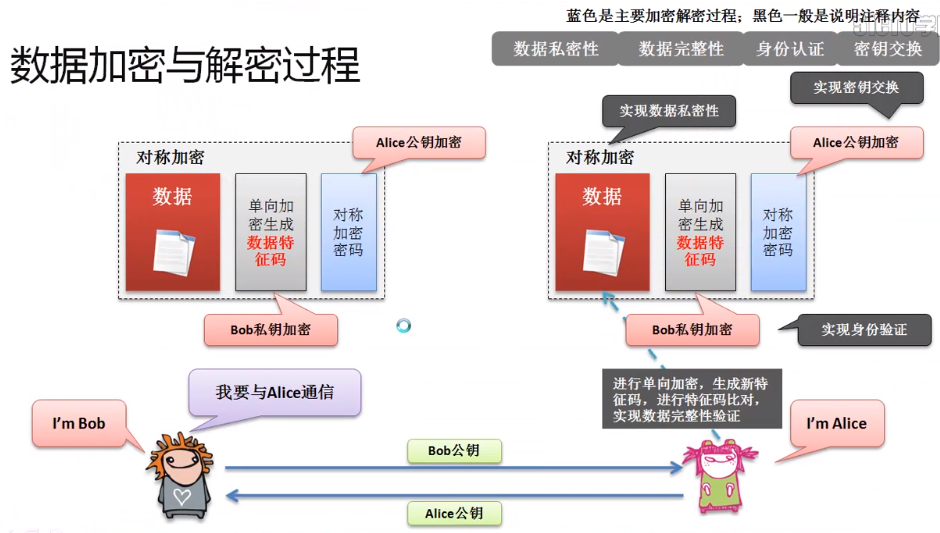 蓝色是主要加密解密过程；黑色一般是说明注释内容
数据加密与解密过程
数据私密性
数据完整性
身份认证
密钥交换
实现密钥交换
实现数据私密性
Alice公钥加密
Alice公钥加密
对称加密
数据
单向加
密生成
数据特
征码
对称
加密
密码
对称加密
数据
单向加
密生成
数据特
征码
对称
加密
密码
Bob私钥加密
Bob私钥加密
实现身份验证
我要与Alice通信
进行单向加密，生成新特
征码，进行特征码比对，
实现数据完整性验证
I'm Bob
I'm Alice
Bob公钥
Alice公钥